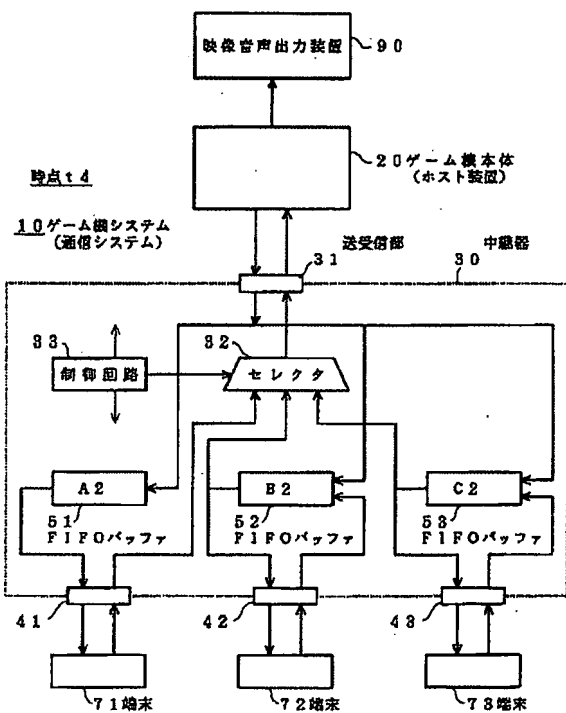 映像音声出力装置
90
20ゲーム機本体
(ホスト装置)
時点t4
10ゲーム機システム
(通信システム)
送受信部
中継器
31
30
33
32
制御回路
セレクタ
A2
B2
C2
51
FIFOバッファ
52
FIFOバッファ
53
FIFOバッファ
41
42
43
71端末
72端末
73端末